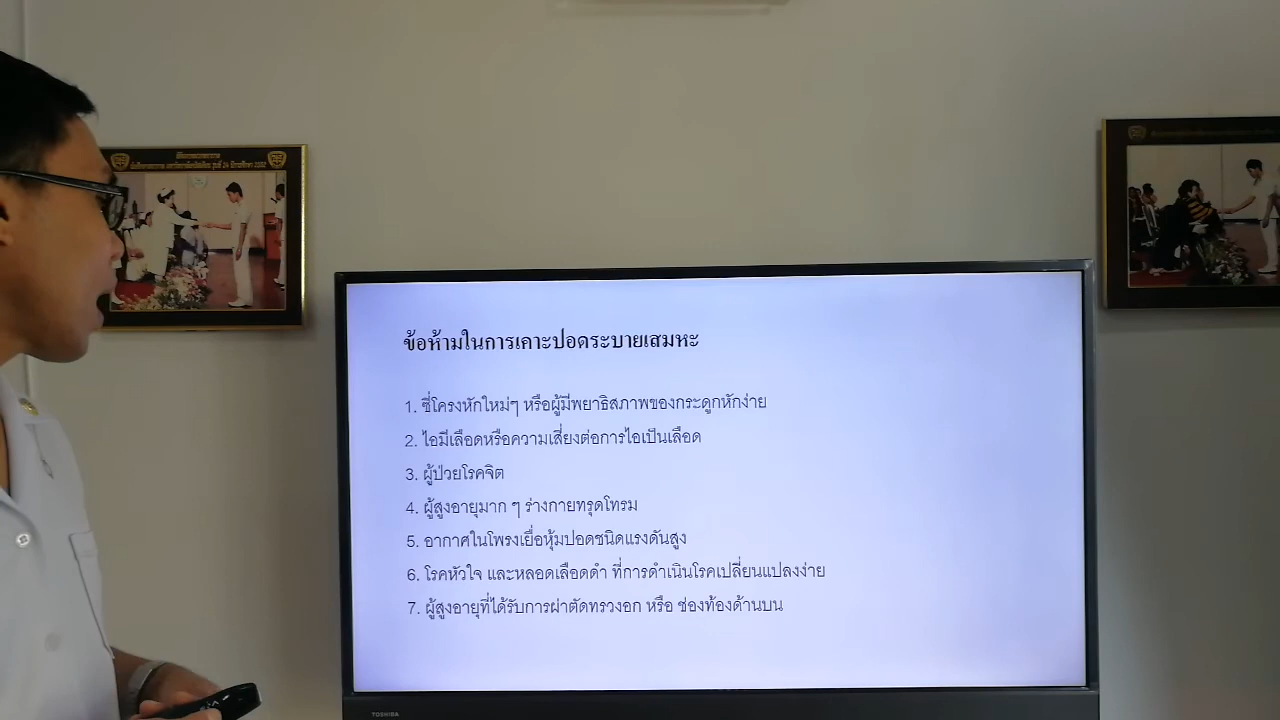 ข้อห้ามในการเคาะปอดระบายเสมหะ
1. ซี่โครงหักใหม่ๆ หรือผู้มีพยาธิสภาพของกระดูกหักง่าย
2. ไอมีเลือดหรือความเสี่ยงต่อการไอเป็นเลือด
3. ผู้ป่วยโรคจิต
4. ผู้สูงอายุมาก ๆ ร่างกายทรุดโทรม
5. อากาศในโพรงเยื่อหุ้มปอดชนิดแรงดันสูง
6. โรคหัวใจ และหลอดเลือดดำ ที่การดำเนินโรคเปลี่ยนแปลงง่าย
7. ผู้สูงอายุที่ได้รับการผ่าตัดทรวงอก หรือ ช่องท้องด้านบน
TOSHIBA